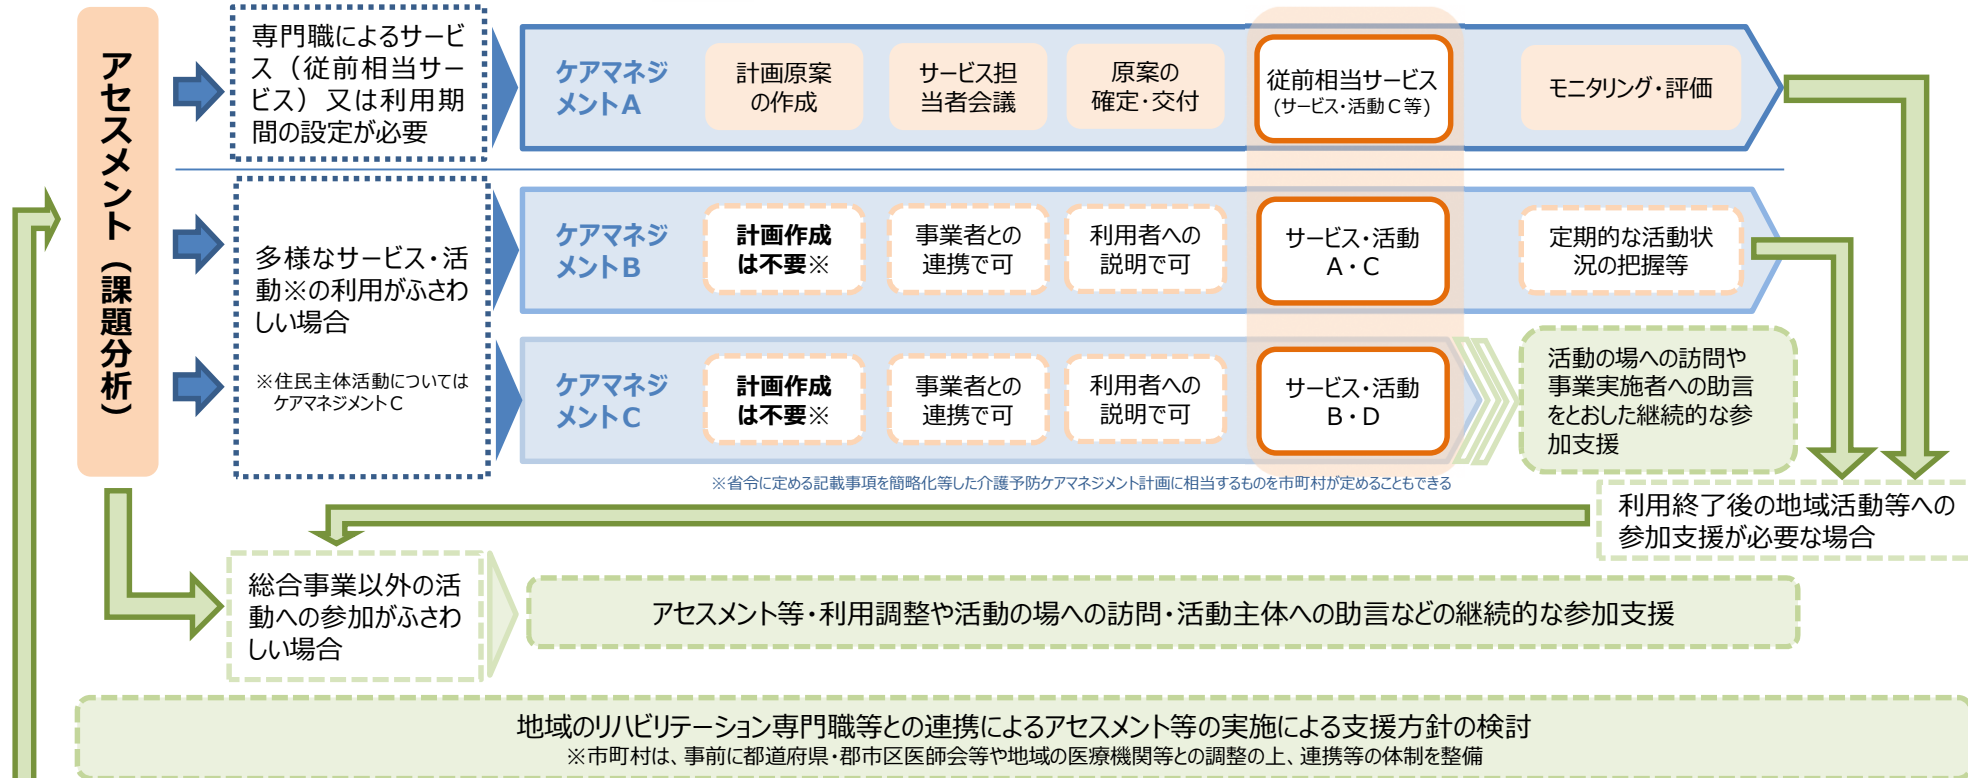 アセスメント（課題分析）
専門職によるサービ
ス（従前相当サー
ビス）又は利用期
間の設定が必要
ケアマネジ
メントA
計画原案
の作成
サービス担
当者会議
原案の
確定・交付
従前相当サービス
(サービス・活動C等)
モニタリング・評価
多様なサービス・活
動※の利用がふさわ
しい場合
※住民主体活動については
ケアマネジメントC
ケアマネジ
メントB
計画作成
は不要※
事業者との
連携で可
利用者への
説明で可
サービス・活動
A・C
定期的な活動状
況の把握等
ケアマネジ
メントC
計画作成
は不要※
事業者との
連携で可
利用者への
説明で可
サービス・活動
B・D
活動の場への訪問や
事業実施者への助言
をとおした継続的な参
加支援
※省令に定める記載事項を簡略化等した介護予防ケアマネジメント計画に相当するものを市町村が定めることもできる
利用終了後の地域活動等への
参加支援が必要な場合
総合事業以外の活
動への参加がふさわ
しい場合
アセスメント等・利用調整や活動の場への訪問・活動主体への助言などの継続的な参加支援
地域のリハビリテーション専門職等との連携によるアセスメント等の実施による支援方針の検討
※市町村は、事前に都道府県・郡市区医師会等や地域の医療機関等との調整の上、連携等の体制を整備